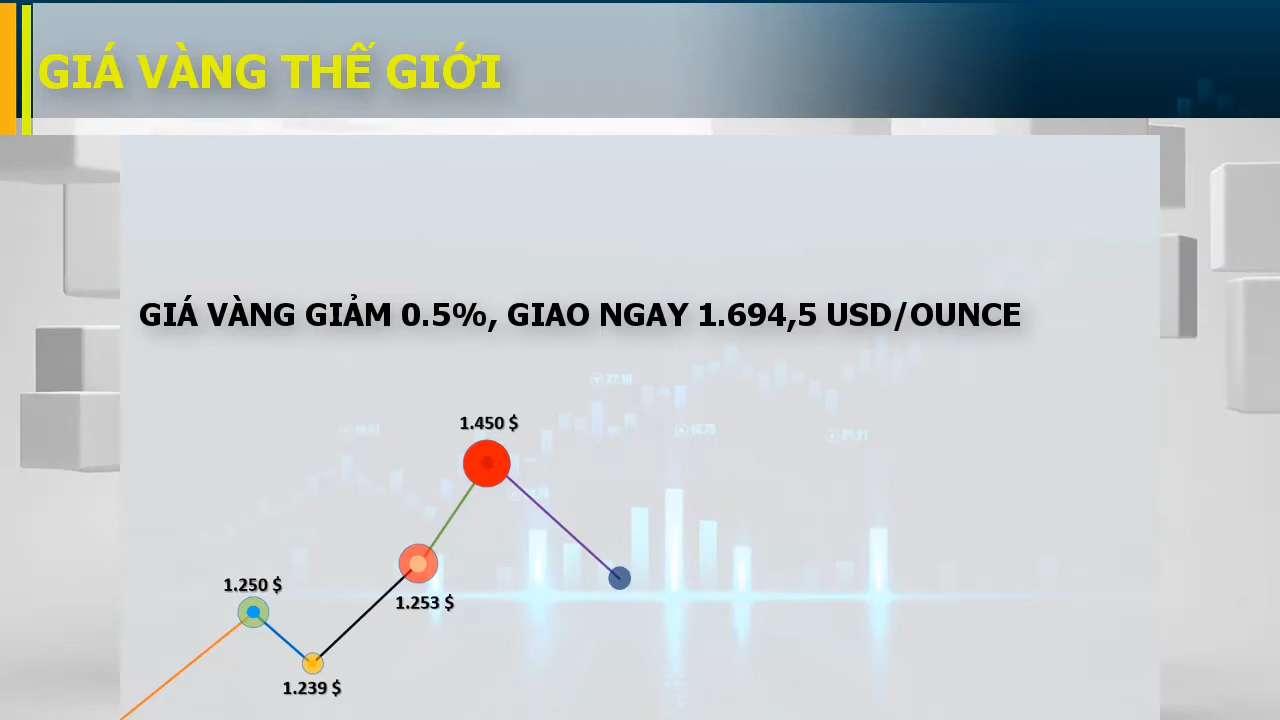 GIÁ VÀNG THẾ GIỚI
GIÁ VÀNG GIẢM 0.5%, GIAO NGAY 1.694,5 USD/OUNCE
1.450 $
1.250 $
1.253 $
1.239 $